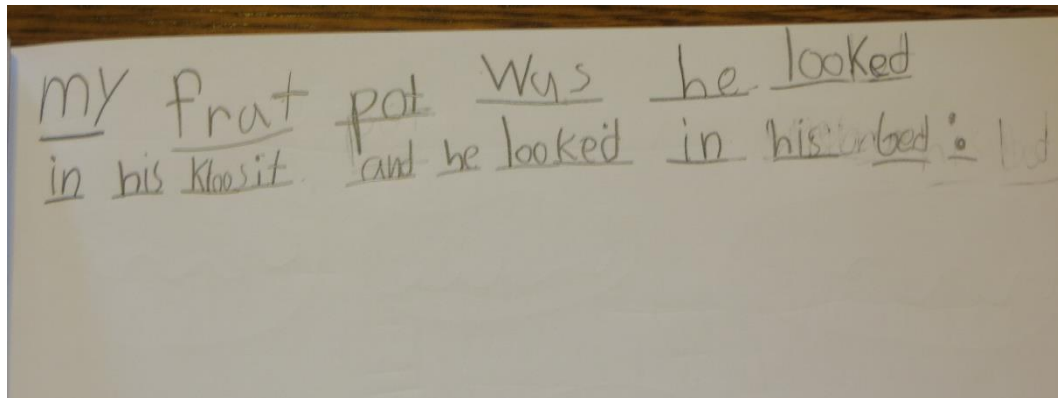 my frat pot Was he looked
in his kloosit and he looked in his bed.